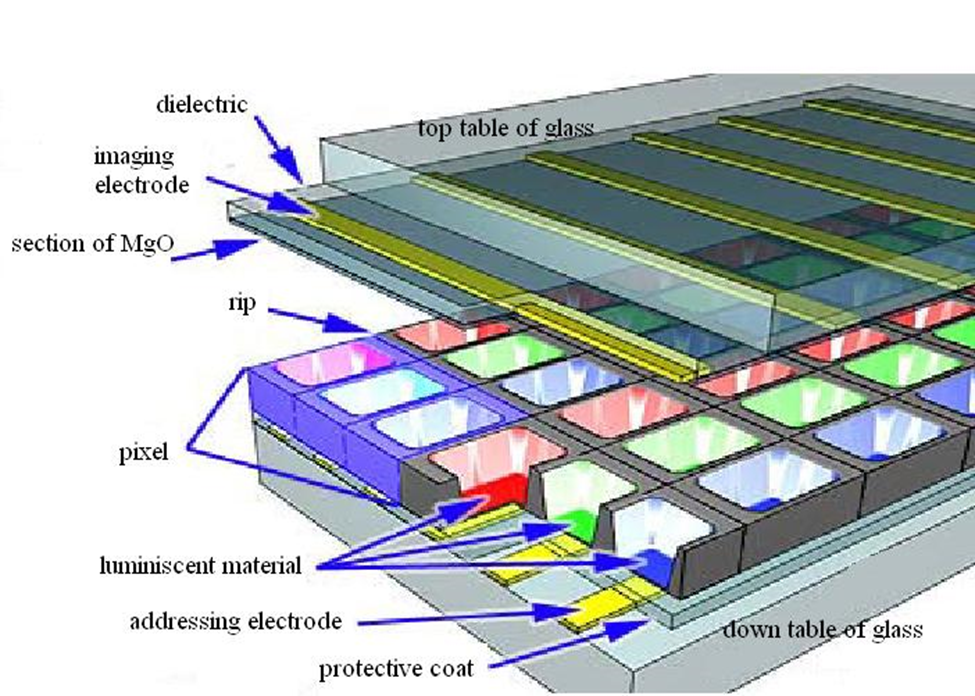 dielectric
top table of glass
imaging
electrode
section of MgO
rip
pixel
luminiscent material
addressing electrode
down table of glass
protective coat